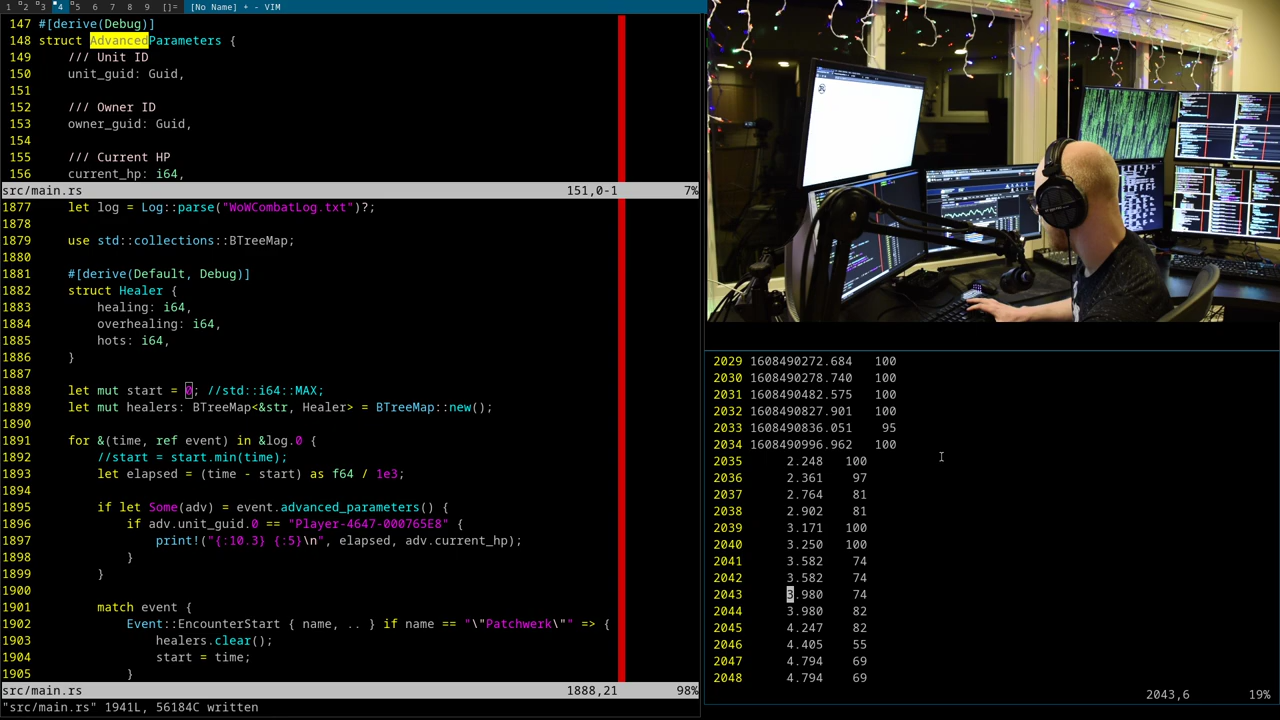 1 2 3 4 5 6 7 8 9 []= [No Name] + - VIM
147 #[derive(Debug)]
148 struct AdvancedParameters {
149     /// Unit ID
150     unit_guid: Guid,
151
152     /// Owner ID
153     owner_guid: Guid,
154
155     /// Current HP
156     current_hp: i64,
src/main.rs 151,0-1 7%
1877     let log = Log::parse("WoWCombatLog.txt")?;
1878
1879     use std::collections::BTreeMap;
1880
1881     #[derive(Default, Debug)]
1882     struct Healer {
1883         healing: i64,
1884         overhealing: i64,
1885         hots: i64,
1886     }
1887
1888     let mut start = 0; //std::i64::MAX;
1889     let mut healers: BTreeMap<&str, Healer> = BTreeMap::new();
1890
1891     for &(time, ref event) in &log.0 {
1892         //start = start.min(time);
1893         let elapsed = (time - start) as f64 / 1e3;
1894
1895         if let Some(adv) = event.advanced_parameters() {
1896             if adv.unit_guid.0 == "Player-4647-000765E8" {
1897                 print!("{:10.3} {:5}\n", elapsed, adv.current_hp);
1898             }
1899         }
1900
1901         match event {
1902             Event::EncounterStart { name, .. } if name == "\"Patchwerk\"" => {
1903                 healers.clear();
1904                 start = time;
1905             }
src/main.rs 1888,21 98%
"src/main.rs" 1941L, 56184C written
2029 1608490272.684   100
2030 1608490278.740   100
2031 1608490482.575   100
2032 1608490827.901   100
2033 1608490836.051    95
2034 1608490996.962   100
2035      2.248   100
2036      2.361    97
2037      2.764    81
2038      2.902    81
2039      3.171   100
2040      3.250   100
2041      3.582    74
2042      3.582    74
2043      3.980    74
2044      3.980    82
2045      4.247    82
2046      4.405    55
2047      4.794    69
2048      4.794    69
2043,6 19%